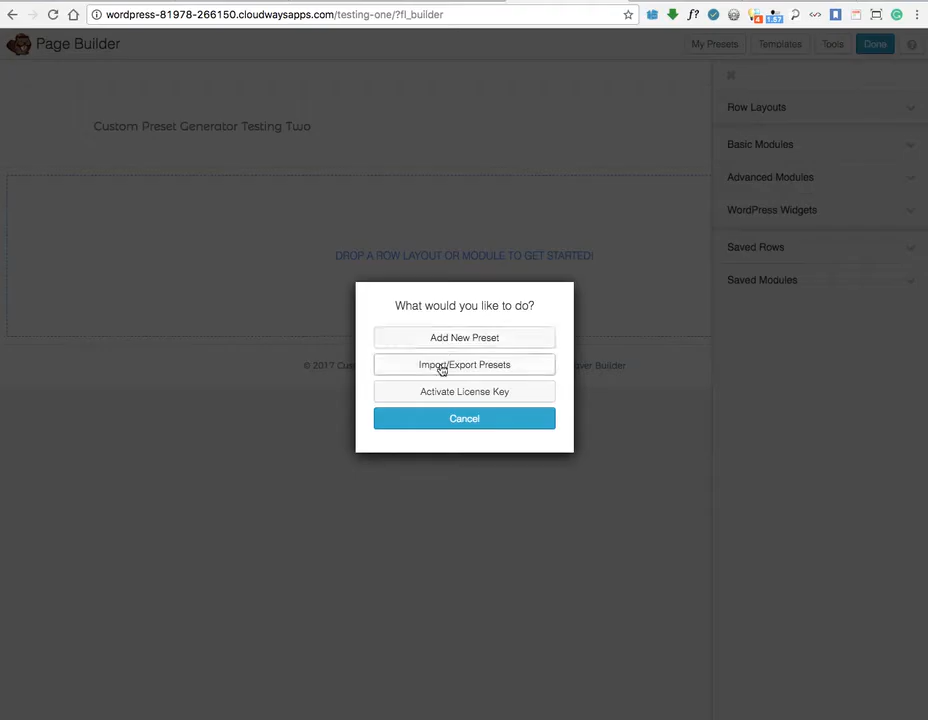 wordpress-81978-266150.cloudwaysapps.com/testing-one/?fl_builder
f?
4
1.57
Page Builder
My Presets
Templates
Tools
Done
?
Custom Preset Generator Testing Two
DROP A ROW LAYOUT OR MODULE TO GET STARTED!
Row Layouts
Basic Modules
Advanced Modules
WordPress Widgets
Saved Rows
Saved Modules
What would you like to do?
Add New Preset
Import/Export Presets
Activate License Key
Cancel
© 2017 Builder